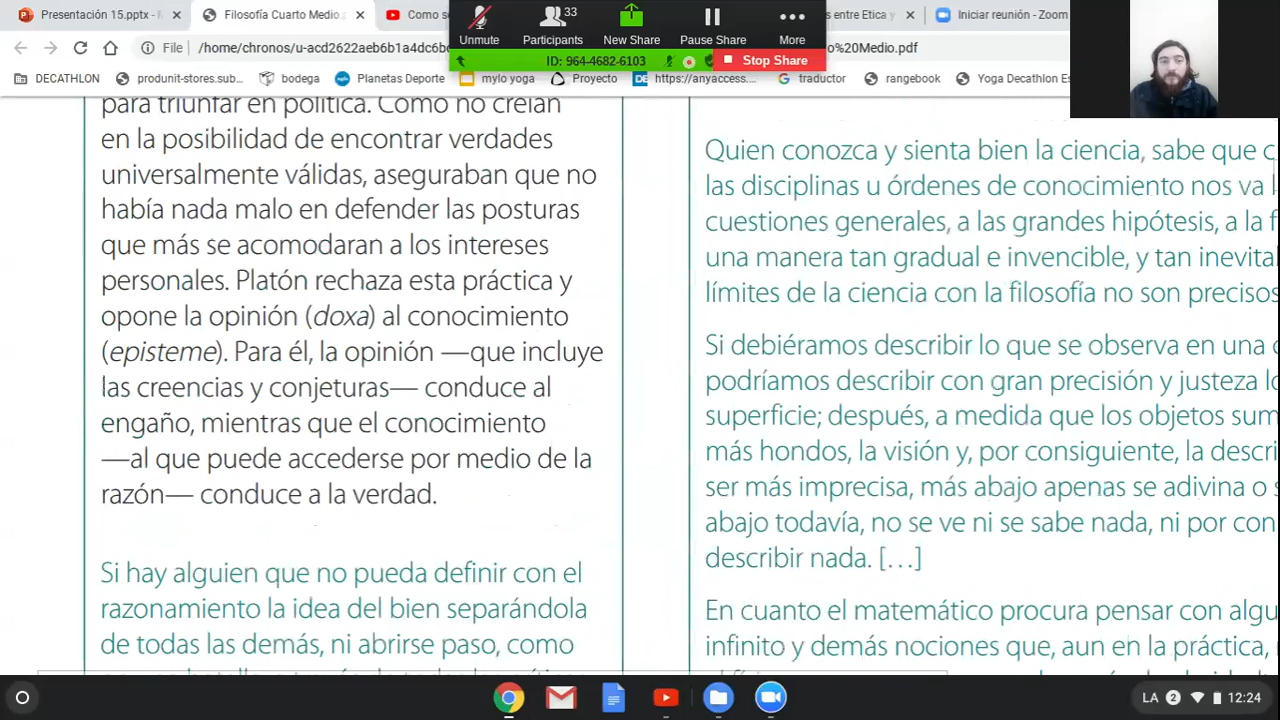 Presentación 15.pptx -
Filosofía Cuarto Medio
Como
entre Etica y
Iniciar reunión - Zoom
Unmute
33
Participants
New Share
Pause Share
More
ID: 964-4682-6103
Stop Share
File
/home/chronos/u-acd2622aeb6b1a4dc6b
Medio.pdf
DECATHLON
produnit-stores.sub...
bodega
Planetas Deporte
mylo yoga
Proyecto
DE
https://anyaccess.
traductor
rangebook
Yoga Decathlon
para triunfar en política. Como no creían
en la posibilidad de encontrar verdades
universalmente válidas, aseguraban que no
había nada malo en defender las posturas
que más se acomodaran a los intereses
personales. Platón rechaza esta práctica y
opone la opinión (doxa) al conocimiento
(episteme). Para él, la opinión —que incluye
las creencias y conjeturas— conduce al
engaño, mientras que el conocimiento
—al que puede accederse por medio de la
razón— conduce a la verdad.
Si hay alguien que no pueda definir con el
razonamiento la idea del bien separándola
de todas las demás, ni abrirse paso, como
Quien conozca y sienta bien la ciencia, sabe que
las disciplinas u órdenes de conocimiento nos va
cuestiones generales, a las grandes hipótesis, a la
una manera tan gradual e invencible, y tan inevita
límites de la ciencia con la filosofía no son precisos
Si debiéramos describir lo que se observa en una
podríamos describir con gran precisión y justeza
superficie; después, a medida que los objetos sum
más hondos, la visión y, por consiguiente, la descri
ser más imprecisa, más abajo apenas se adivina o
abajo todavía, no se ve ni se sabe nada, ni por con
describir nada. […]
En cuanto el matemático procura pensar con algu
infinito y demás nociones que, aun en la práctica,
LA
2
12:24